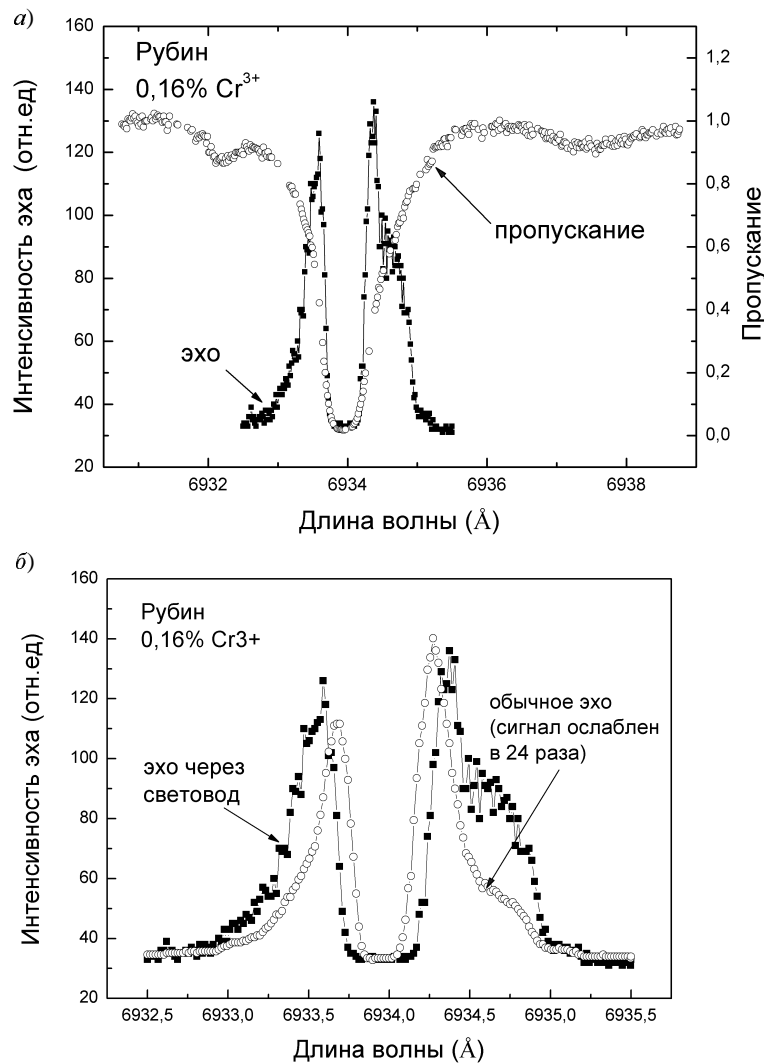 а)
160
140
120
100
80
60
40
20
Интенсивность эха (отн.ед)
Рубин
0,16% Cr3+
эхо
пропускание
1,2
1,0
0,8
0,6
0,4
0,2
0,0
Пропускание
6932 6934 6936 6938
Длина волны (Å)
б)
160
140
120
100
80
60
40
20
Интенсивность эха (отн.ед)
Рубин
0,16% Cr3+
эхо через
световод
обычное эхо
(сигнал ослаблен
в 24 раза)
6932,5 6933,0 6933,5 6934,0 6934,5 6935,0 6935,5
Длина волны (Å)